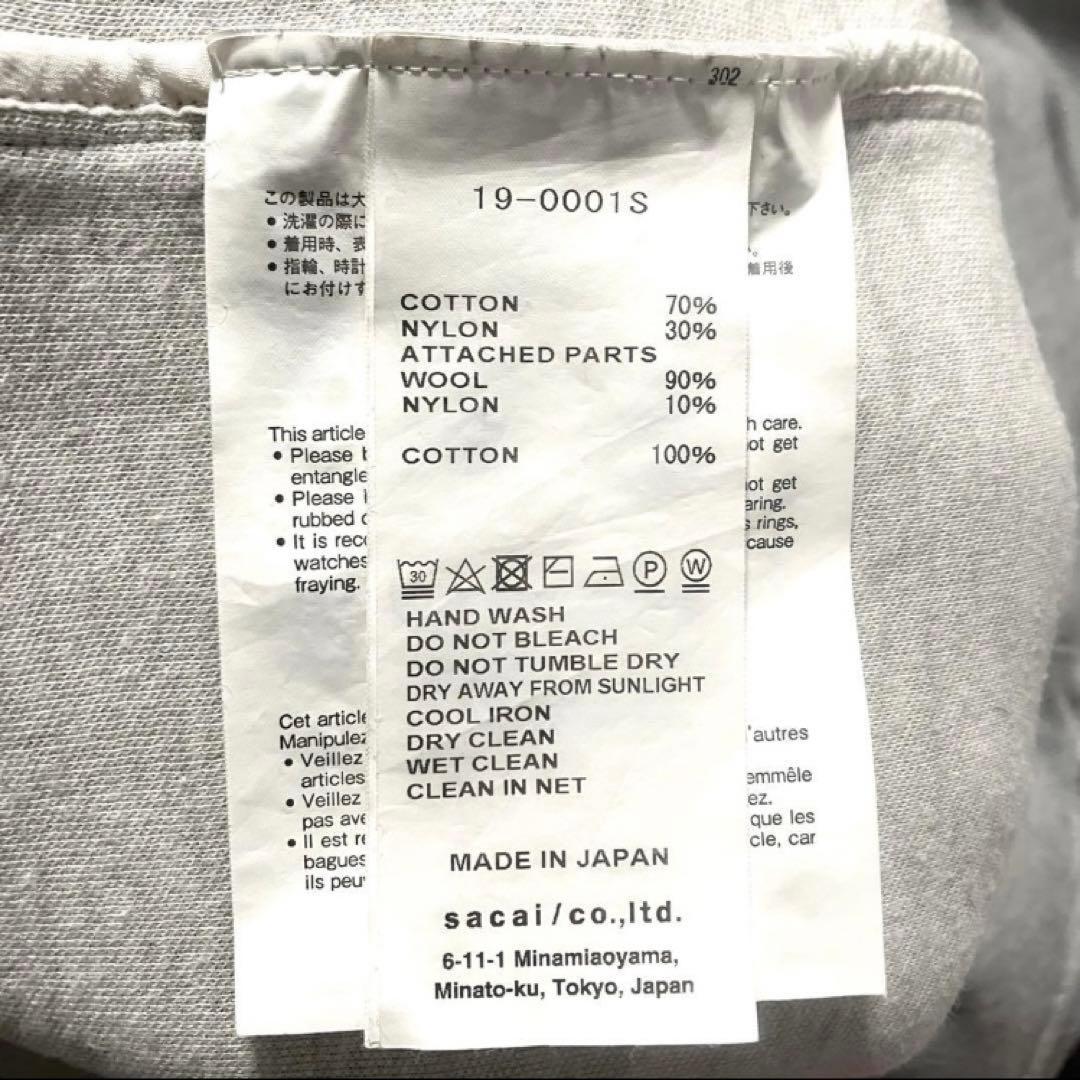 302
19-0001S
COTTON 70%
NYLON 30%
ATTACHED PARTS
WOOL 90%
NYLON 10%
COTTON 100%
30 P W
HAND WASH
DO NOT BLEACH
DO NOT TUMBLE DRY
DRY AWAY FROM SUNLIGHT
COOL IRON
DRY CLEAN
WET CLEAN
CLEAN IN NET
MADE IN JAPAN
sacai/co.,ltd.
6-11-1 Minamiaoyama,
Minato-ku, Tokyo, Japan
この製品は大
• 洗濯の際に
• 着用時、表
• 指輪、時計
にお付けす
下さい。
着用後
This article
• Please
entangle
• Please
rubbed
• It is
watches
fraying.
h care.
ot get
ot get
aring.
rings,
cause
Cet article
Manipulez
• Veillez
articles
• Veillez
pas
• Il est
bagues
ils
'autres
emmêle
ez.
que les
cle, car